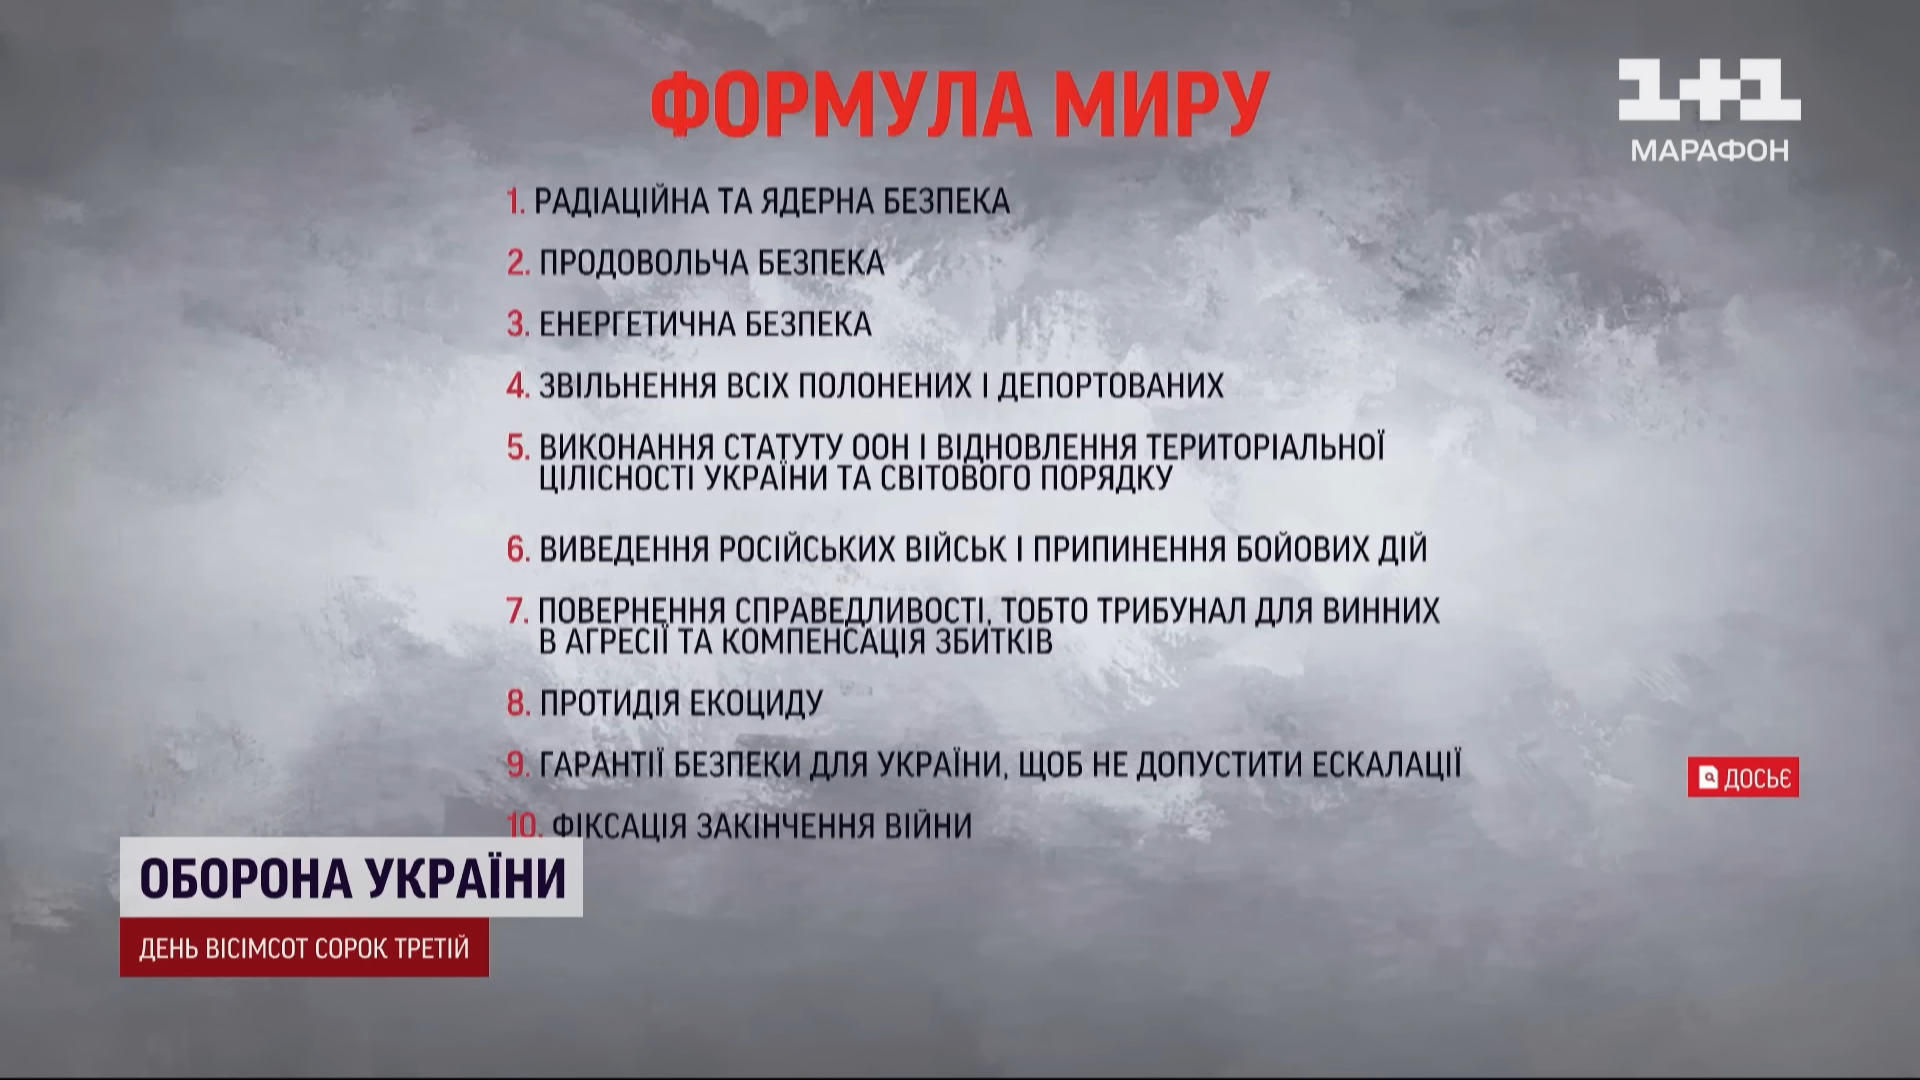 ФОРМУЛА МИРУ
1+1
МАРАФОН
1. РАДІАЦІЙНА ТА ЯДЕРНА БЕЗПЕКА
2. ПРОДОВОЛЬЧА БЕЗПЕКА
3. ЕНЕРГЕТИЧНА БЕЗПЕКА
4. ЗВІЛЬНЕННЯ ВСІХ ПОЛОНЕНИХ І ДЕПОРТОВАНИХ
5. ВИКОНАННЯ СТАТУТУ ООН І ВІДНОВЛЕННЯ ТЕРИТОРІАЛЬНОЇ
ЦІЛІСНОСТІ УКРАЇНИ ТА СВІТОВОГО ПОРЯДКУ
6. ВИВЕДЕННЯ РОСІЙСЬКИХ ВІЙСЬК І ПРИПИНЕННЯ БОЙОВИХ ДІЙ
7. ПОВЕРНЕННЯ СПРАВЕДЛИВОСТІ, ТОБТО ТРИБУНАЛ ДЛЯ ВИННИХ
В АГРЕСІЇ ТА КОМПЕНСАЦІЯ ЗБИТКІВ
8. ПРОТИДІЯ ЕКОЦИДУ
9. ГАРАНТІЇ БЕЗПЕКИ ДЛЯ УКРАЇНИ, ЩОБ НЕ ДОПУСТИТИ ЕСКАЛАЦІЇ
ДОСЬЄ
10. ФІКСАЦІЯ ЗАКІНЧЕННЯ ВІЙНИ
ОБОРОНА УКРАЇНИ
ДЕНЬ ВІСІМСОТ СОРОК ТРЕТІЙ